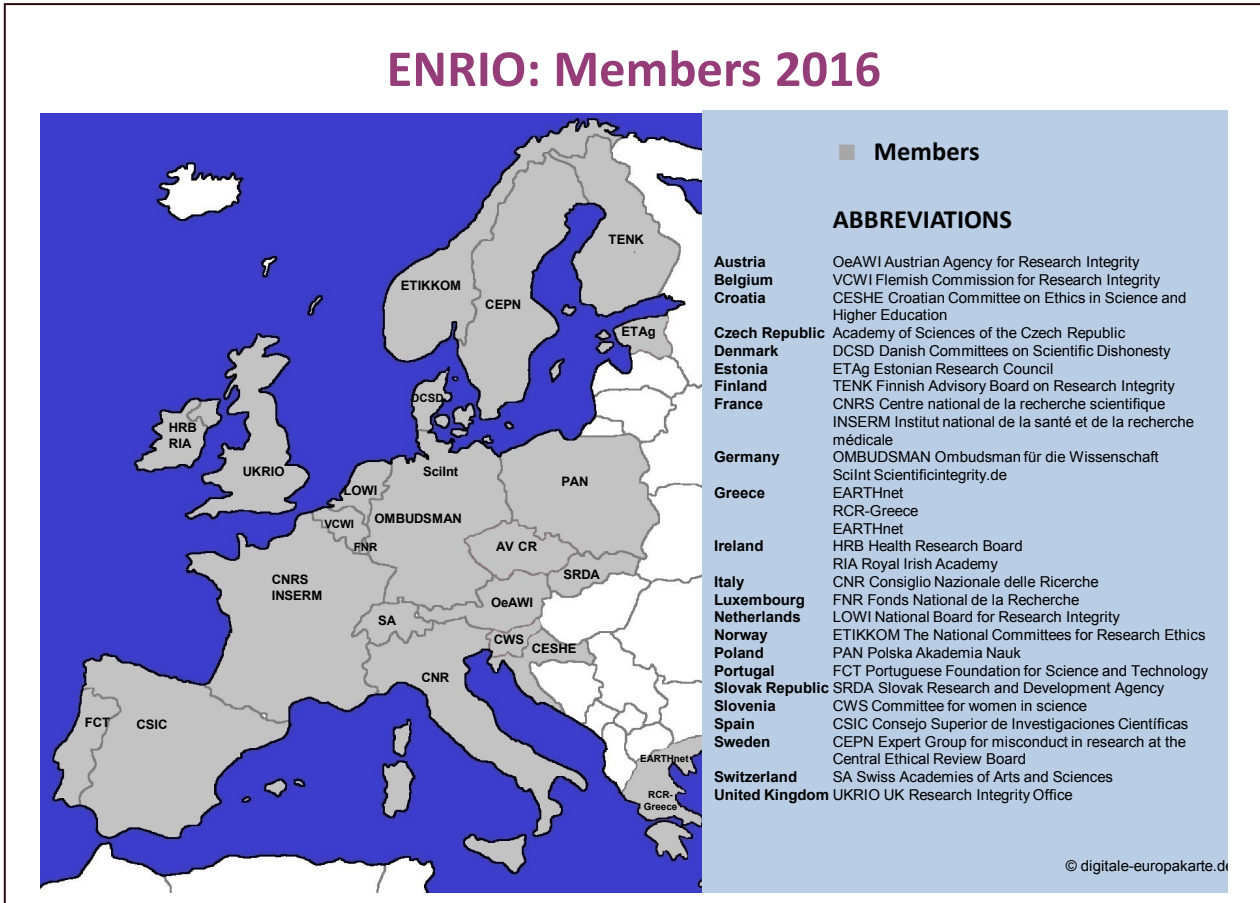 ENRIO: Members 2016
TENK
ETIKKOM
CEPN
ETAg
DCSD
HRB
RIA
UKRIO
SciInt
PAN
LOWI
OMBUDSMAN
VCWI
FNR
AV CR
CNRS
INSERM
SRDA
OeAWI
SA
CWS
CESHE
CNR
FCT
CSIC
EARTHnet
RCR-
Greece
Members
ABBREVIATIONS
Austria OeAWI Austrian Agency for Research Integrity
Belgium VCWI Flemish Commission for Research Integrity
Croatia CESHE Croatian Committee on Ethics in Science and
Higher Education
Czech Republic Academy of Sciences of the Czech Republic
Denmark DCSD Danish Committees on Scientific Dishonesty
Estonia ETAg Estonian Research Council
Finland TENK Finnish Advisory Board on Research Integrity
France CNRS Centre national de la recherche scientifique
INSERM Institut national de la santé et de la recherche
médicale
Germany OMBUDSMAN Ombudsman für die Wissenschaft
SciInt Scientificintegrity.de
Greece EARTHnet
RCR-Greece
EARTHnet
Ireland HRB Health Research Board
RIA Royal Irish Academy
Italy CNR Consiglio Nazionale delle Ricerche
Luxembourg FNR Fonds National de la Recherche
Netherlands LOWI National Board for Research Integrity
Norway ETIKKOM The National Committees for Research Ethics
Poland PAN Polska Akademia Nauk
Portugal FCT Portuguese Foundation for Science and Technology
Slovak Republic SRDA Slovak Research and Development Agency
Slovenia CWS Committee for women in science
Spain CSIC Consejo Superior de Investigaciones Científicas
Sweden CEPN Expert Group for misconduct in research at the
Central Ethical Review Board
Switzerland SA Swiss Academies of Arts and Sciences
United Kingdom UKRIO UK Research Integrity Office
© digitale-europakarte.de